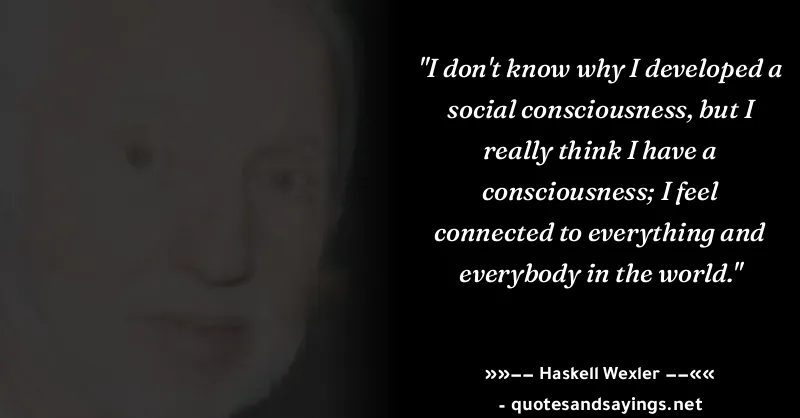 "I don't know why I developed a
social consciousness, but I
really think I have a
consciousness; I feel
connected to everything and
everybody in the world."
»»–– Haskell Wexler ––««
- quotesandsayings.net